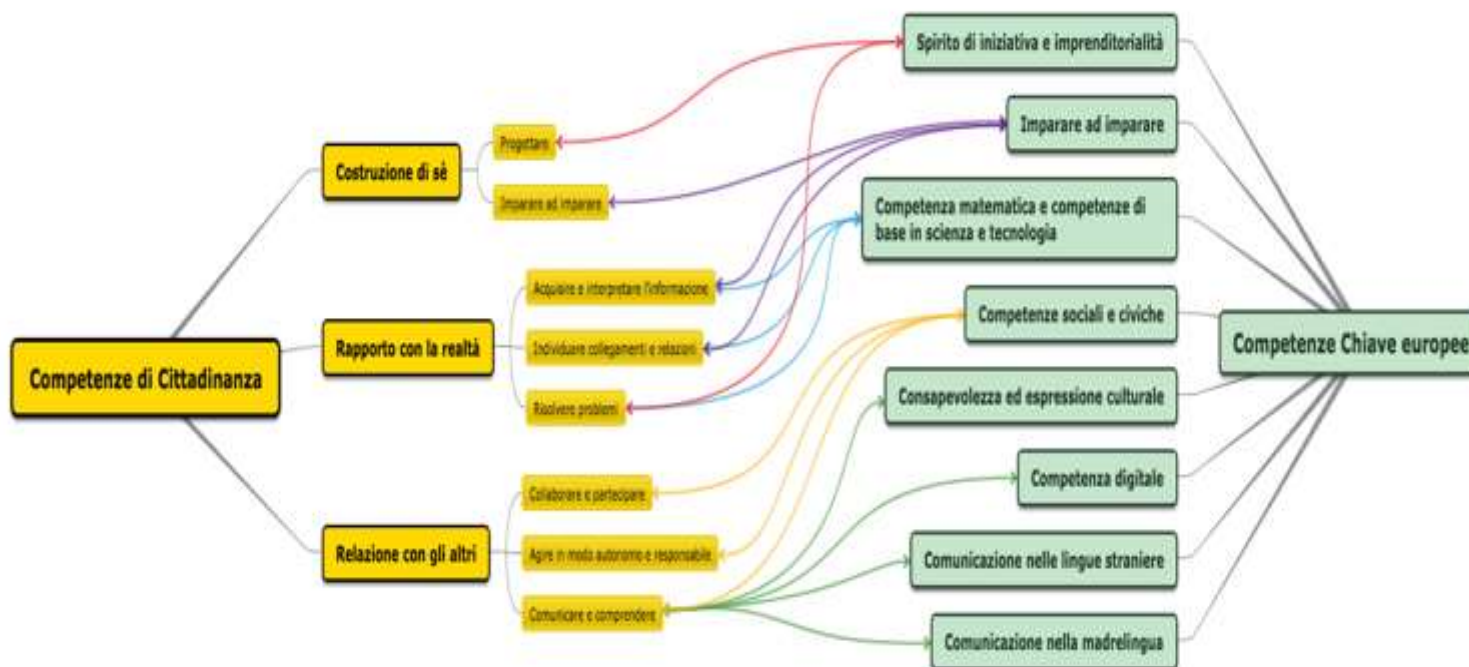 Competenze di Cittadinanza
Costruzione di sè
Progettare
Imparare ad imparare
Rapporto con la realtà
Acquisire e interpretare l'informazione
Individuare collegamenti e relazioni
Risolvere problemi
Relazione con gli altri
Collaborare e partecipare
Agire in modo autonomo e responsabile
Comunicare e comprendere
Spirito di iniziativa e imprenditorialità
Imparare ad imparare
Competenza matematica e competenze di
base in scienza e tecnologia
Competenze sociali e civiche
Consapevolezza ed espressione culturale
Competenza digitale
Comunicazione nelle lingue straniere
Comunicazione nella madrelingua
Competenze Chiave europee